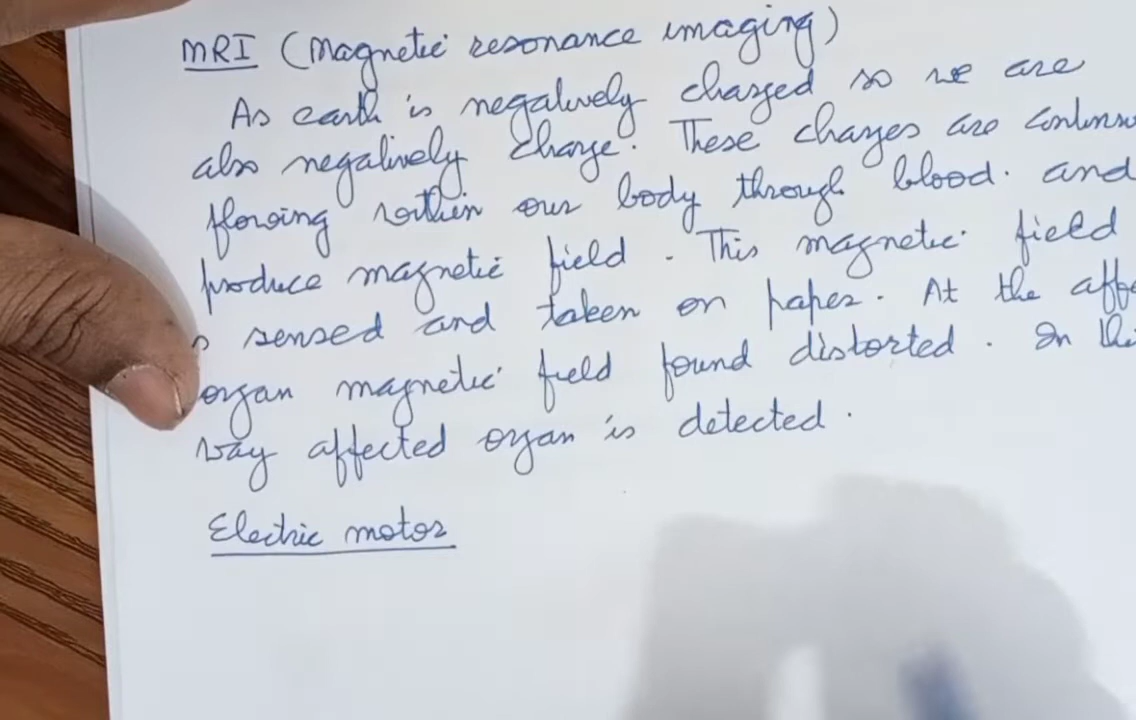 MRI (Magnetic resonance imaging)
As earth is negatively charged so we are
also negatively charge. These charges are continu
flowing within our body through blood. and
produce magnetic field. This magnetic field
is sensed and taken on paper. At the affe
organ magnetic field found distorted. In thi
way affected organ is detected.
Electric motor